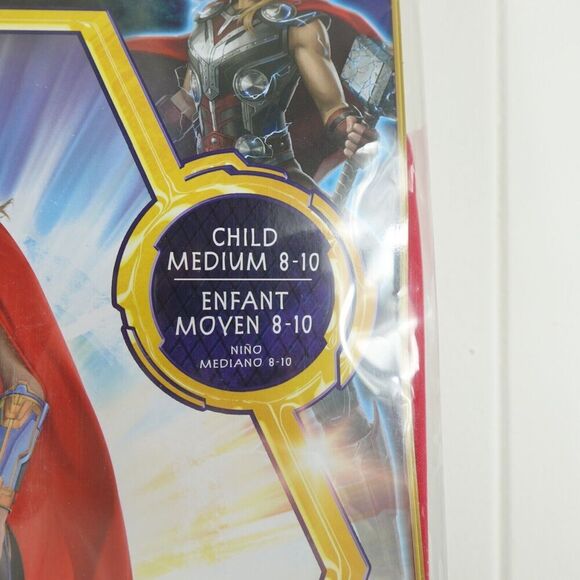 CHILD
MEDIUM 8-10
ENFANT
MOYEN 8-10
NIÑO
MEDIANO 8-10